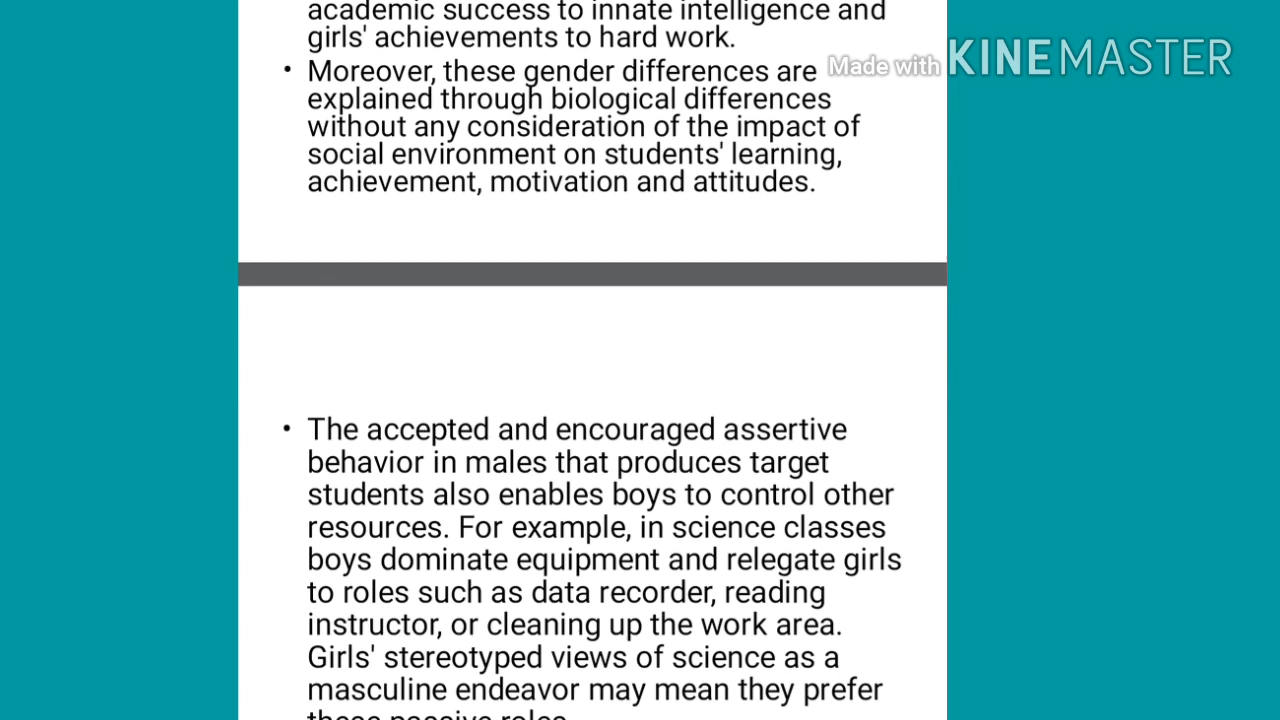 academic success to innate intelligence and
girls' achievements to hard work.
• Moreover, these gender differences are
explained through biological differences
without any consideration of the impact of
social environment on students' learning,
achievement, motivation and attitudes.
Made with KINEMASTER
• The accepted and encouraged assertive
behavior in males that produces target
students also enables boys to control other
resources. For example, in science classes
boys dominate equipment and relegate girls
to roles such as data recorder, reading
instructor, or cleaning up the work area.
Girls' stereotyped views of science as a
masculine endeavor may mean they prefer
these passive roles.